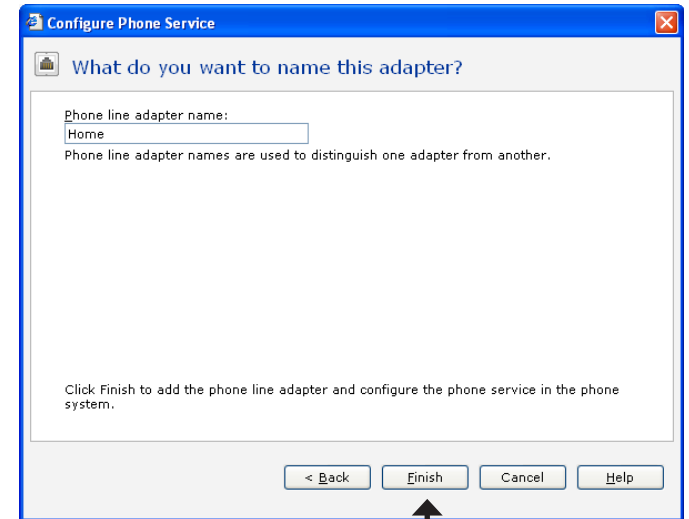 Configure Phone Service
What do you want to name this adapter?
Phone line adapter name:
Home
Phone line adapter names are used to distinguish one adapter from another.
Click Finish to add the phone line adapter and configure the phone service in the phone
system.
< Back Finish Cancel Help